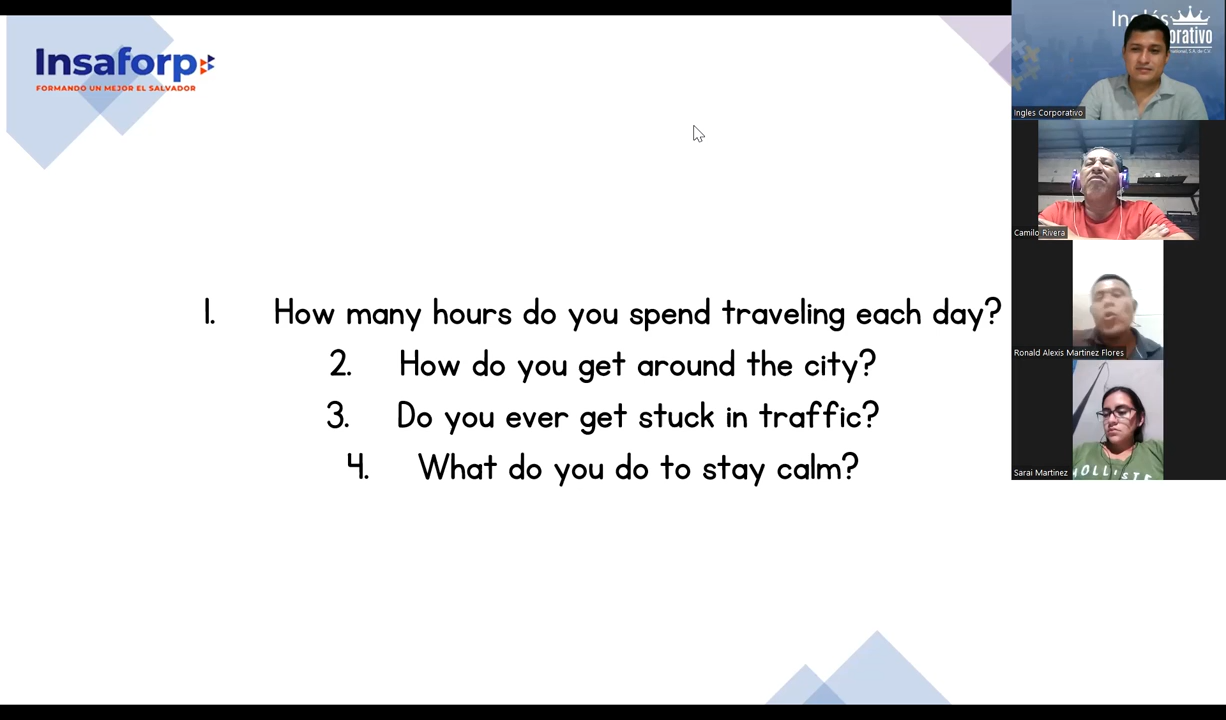 Insaforp
FORMANDO UN MEJOR EL SALVADOR
1. How many hours do you spend traveling each day?
2. How do you get around the city?
3. Do you ever get stuck in traffic?
4. What do you do to stay calm?
Inglés
Ingles Corporativo
Camilo Rivera
Ronald Alexis Martinez Flores
HOLLISTE
Sarai Martinez